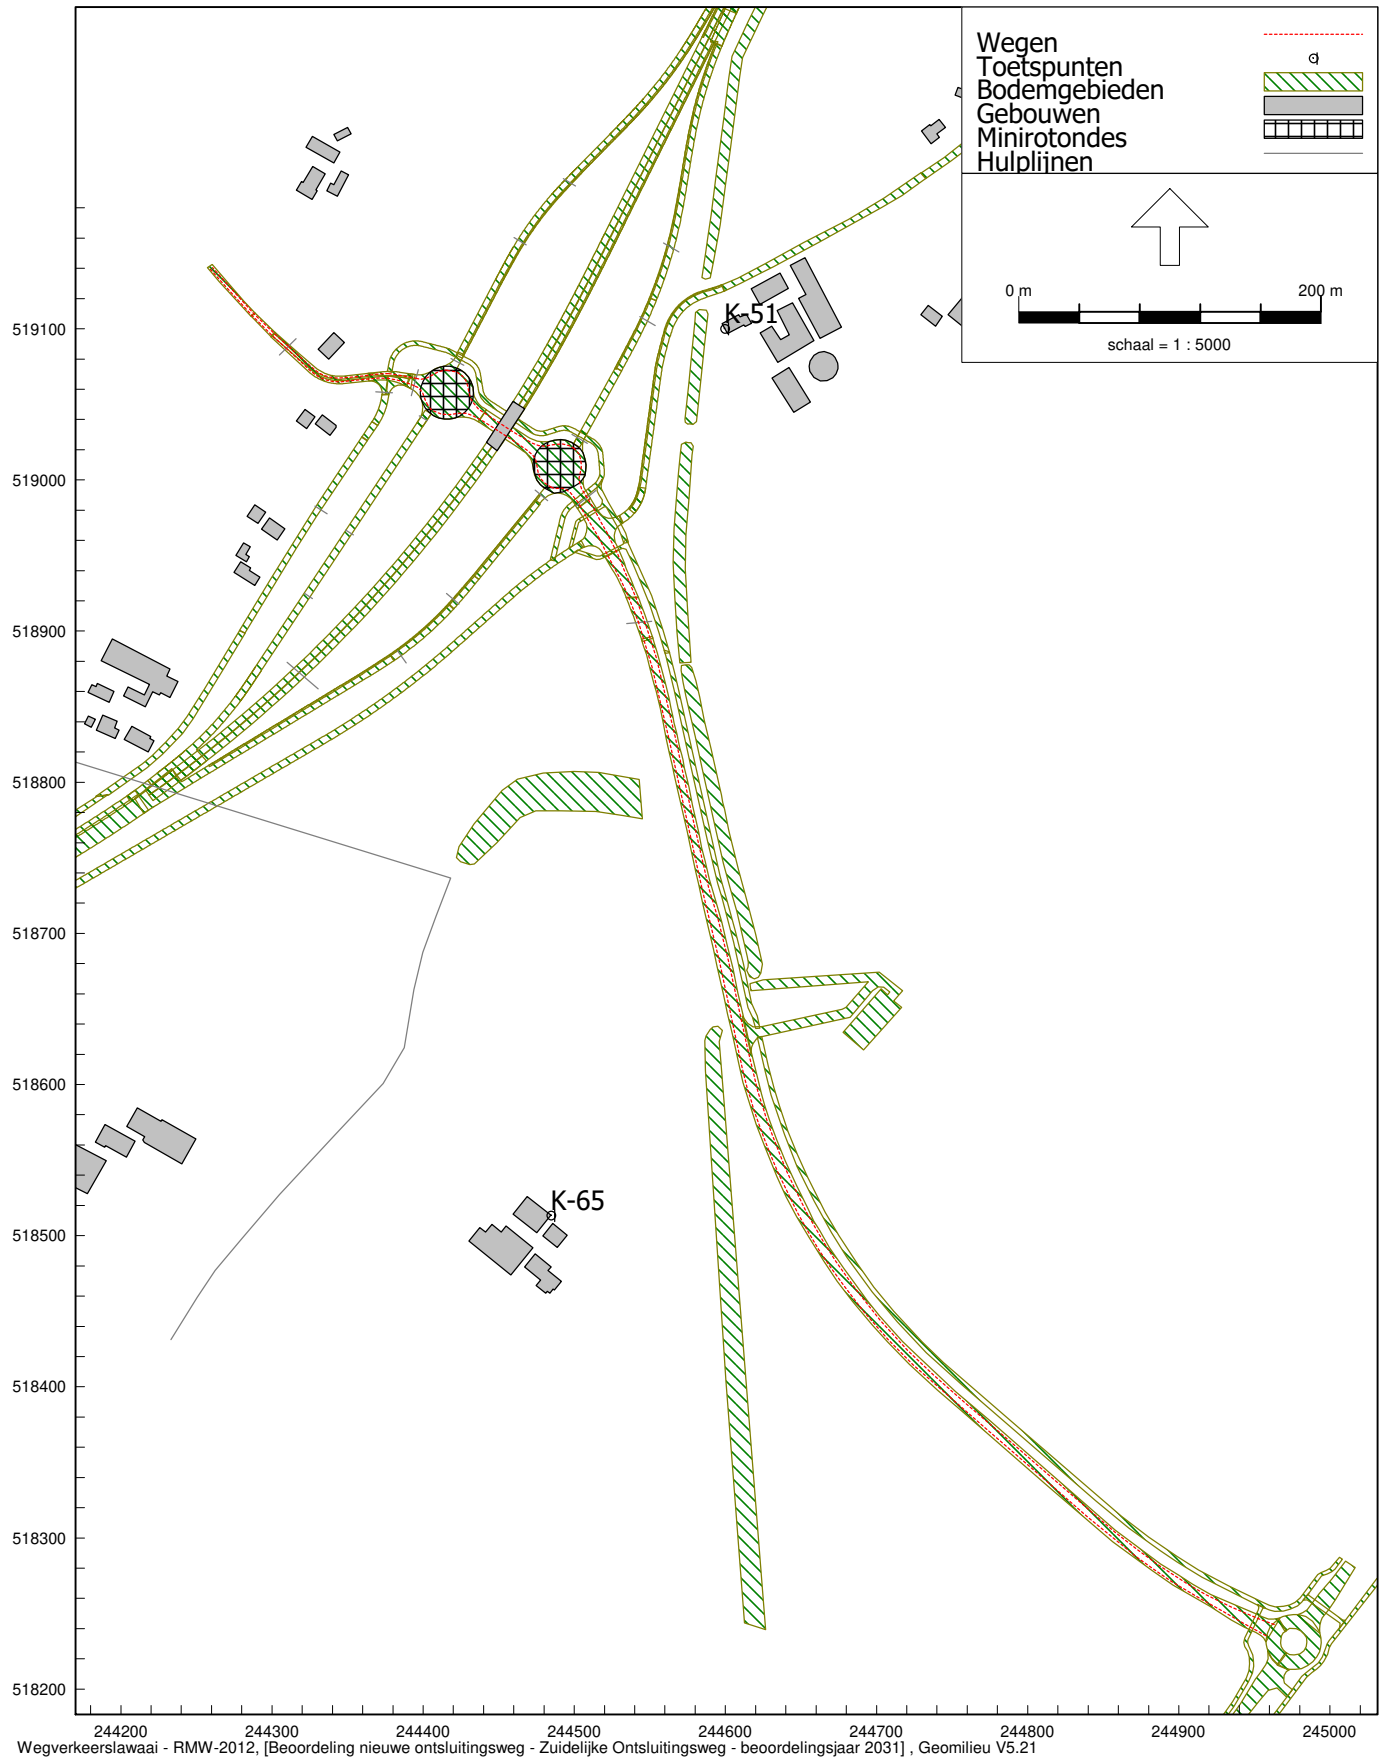 Wegen
Toetspunten
Bodemgebieden
Gebouwen
Minirotondes
Hulplijnen
0 m 200 m
schaal = 1 : 5000
K-51
K-65
519100
519000
518900
518800
518700
518600
518500
518400
518300
518200
244200 244300 244400 244500 244600 244700 244800 244900 245000
Wegverkeerslawaai - RMW-2012, [Beoordeling nieuwe ontsluitingsweg - Zuidelijke Ontsluitingsweg - beoordelingsjaar 2031] , Geomilieu V5.21